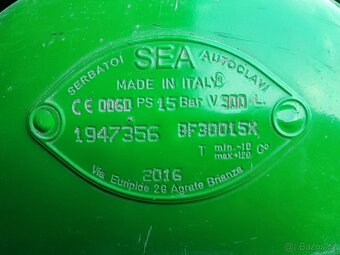 SERBATOI SEA AUTOCLAVI
MADE IN ITALY
CE 0060 PS 15 Bar V 300 L.
1947356 BF30015X
T min.-10 max+120 C°
2016
Via Euripide 29 Agrate Brianza